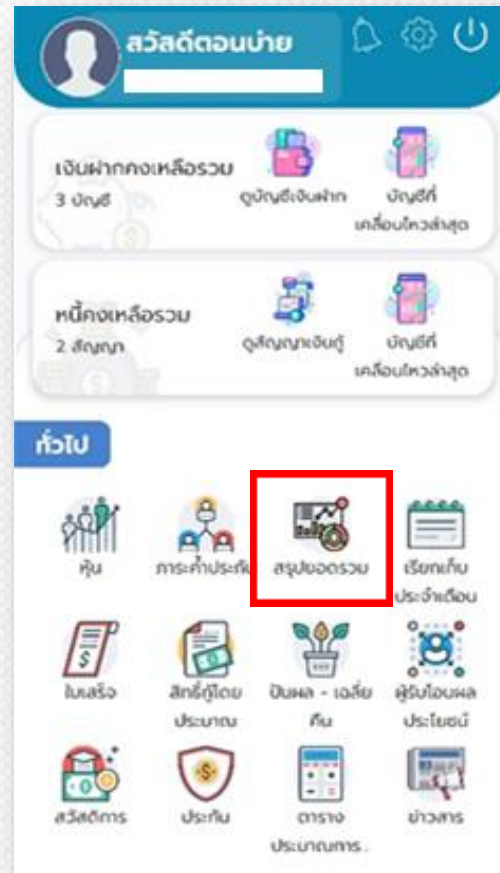 สวัสดีตอนบ่าย
เงินฝากคงเหลือรวม
3 บัญชี
ดูบัญชีเงินฝาก
บัญชีที่
เคลื่อนไหวล่าสุด
หนี้คงเหลือรวม
2 สัญญา
ดูสัญญาเงินกู้
บัญชีที่
เคลื่อนไหวล่าสุด
ทั่วไป
หุ้น
ภาระค้ำประกัน
สรุปยอดรวม
เรียกเก็บ
ประจำเดือน
ใบเสร็จ
สิทธิ์กู้โดย
ประมาณ
ปันผล - เฉลี่ย
คืน
ผู้รับโอนผล
ประโยชน์
สวัสดิการ
ประกัน
ตาราง
ประมาณการ..
ข่าวสาร